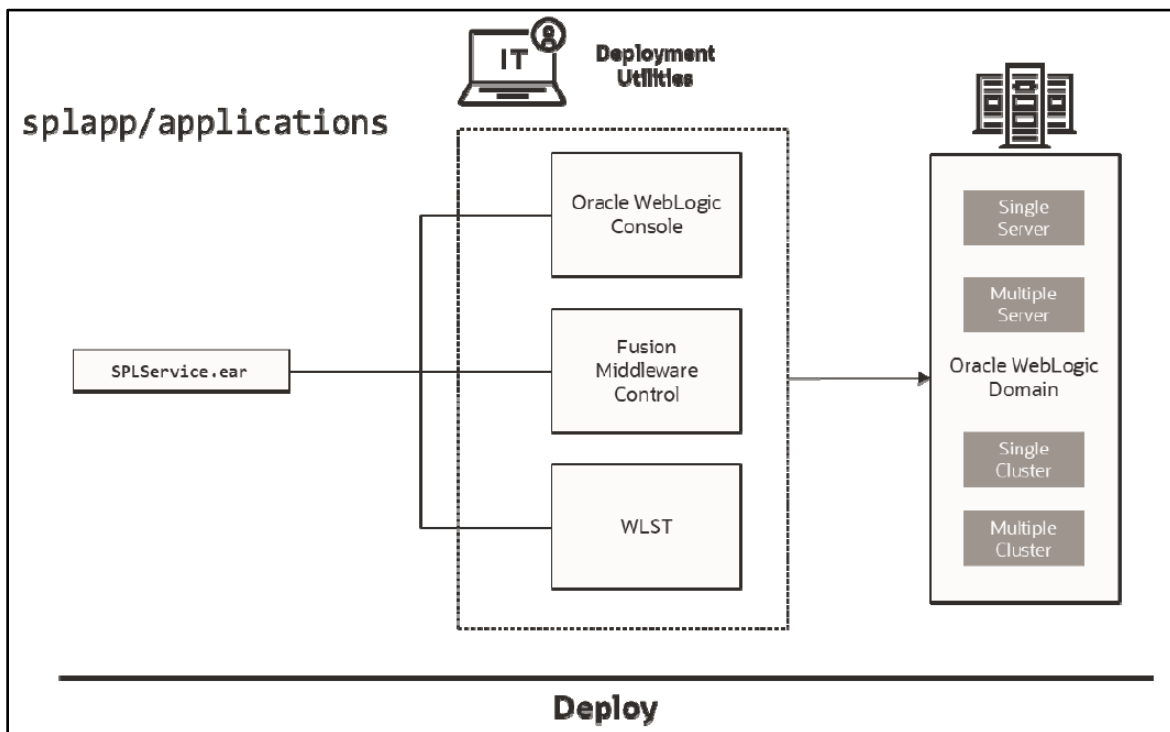 IT
Deployment
Utilities
splapp/applications
Oracle WebLogic
Console
Fusion
Middleware
Control
WLST
SPLService.ear
Single
Server
Multiple
Server
Oracle WebLogic
Domain
Single
Cluster
Multiple
Cluster
Deploy